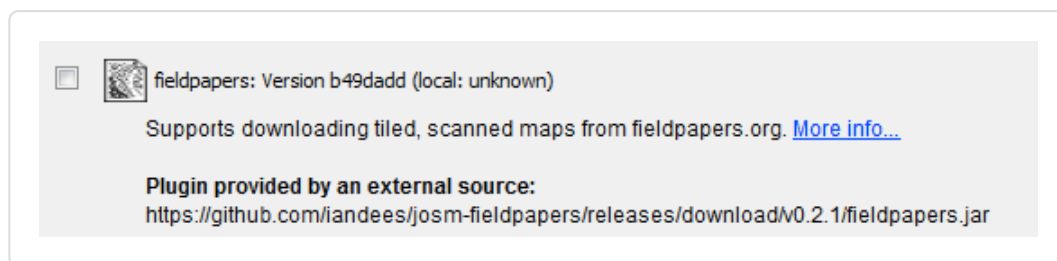 fieldpapers: Version b49dadd (local: unknown)
Supports downloading tiled, scanned maps from fieldpapers.org. More info...
Plugin provided by an external source:
https://github.com/iandees/josm-fieldpapers/releases/download/v0.2.1/fieldpapers.jar